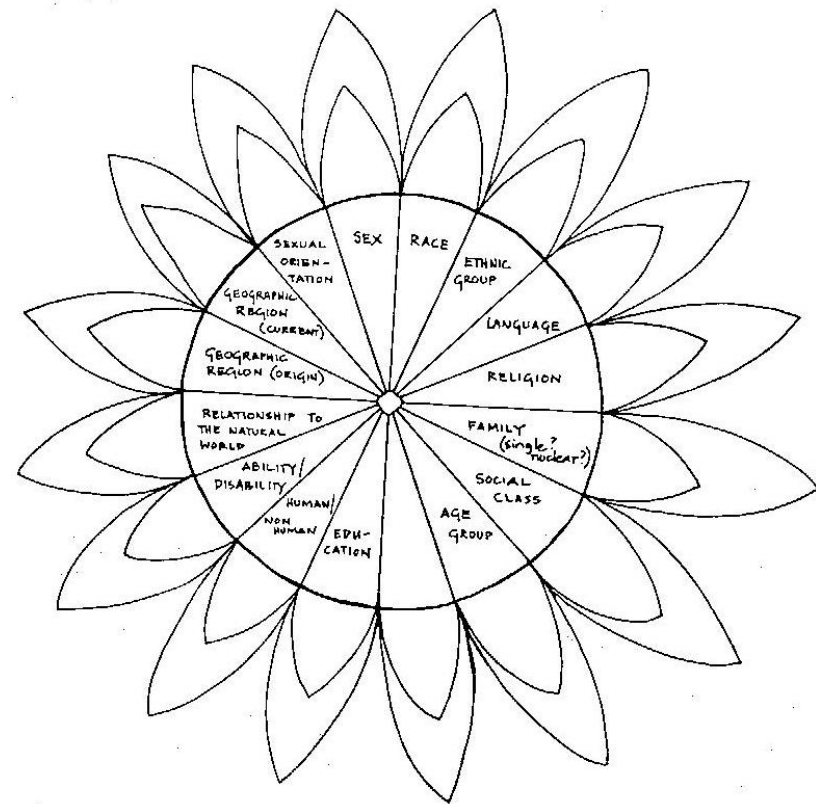 SEX
RACE
ETHNIC
GROUP
LANGUAGE
RELIGION
FAMILY
(single?
nuclear?)
SOCIAL
CLASS
AGE
GROUP
EDU-
CATION
HUMAN/
NON
HUMAN
ABILITY/
DISABILITY
RELATIONSHIP TO
THE NATURAL
WORLD
GEOGRAPHIC
REGION (ORIGIN)
GEOGRAPHIC
REGION
(CURRENT)
SEXUAL
ORIEN-
TATION